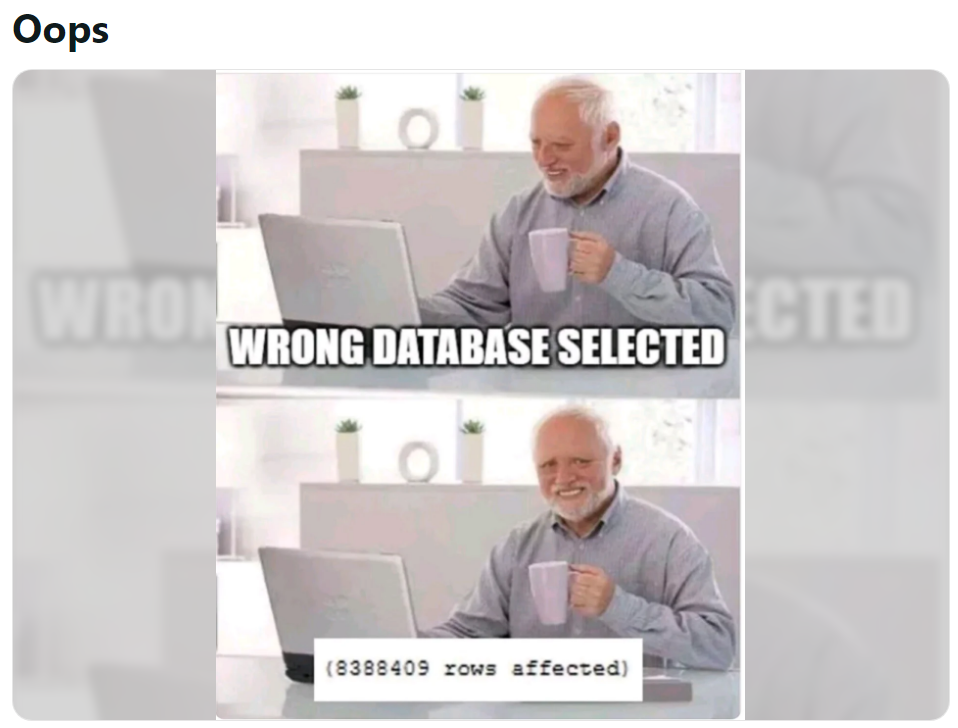 Oops
WRONG DATABASE SELECTED
(8388409 rows affected)